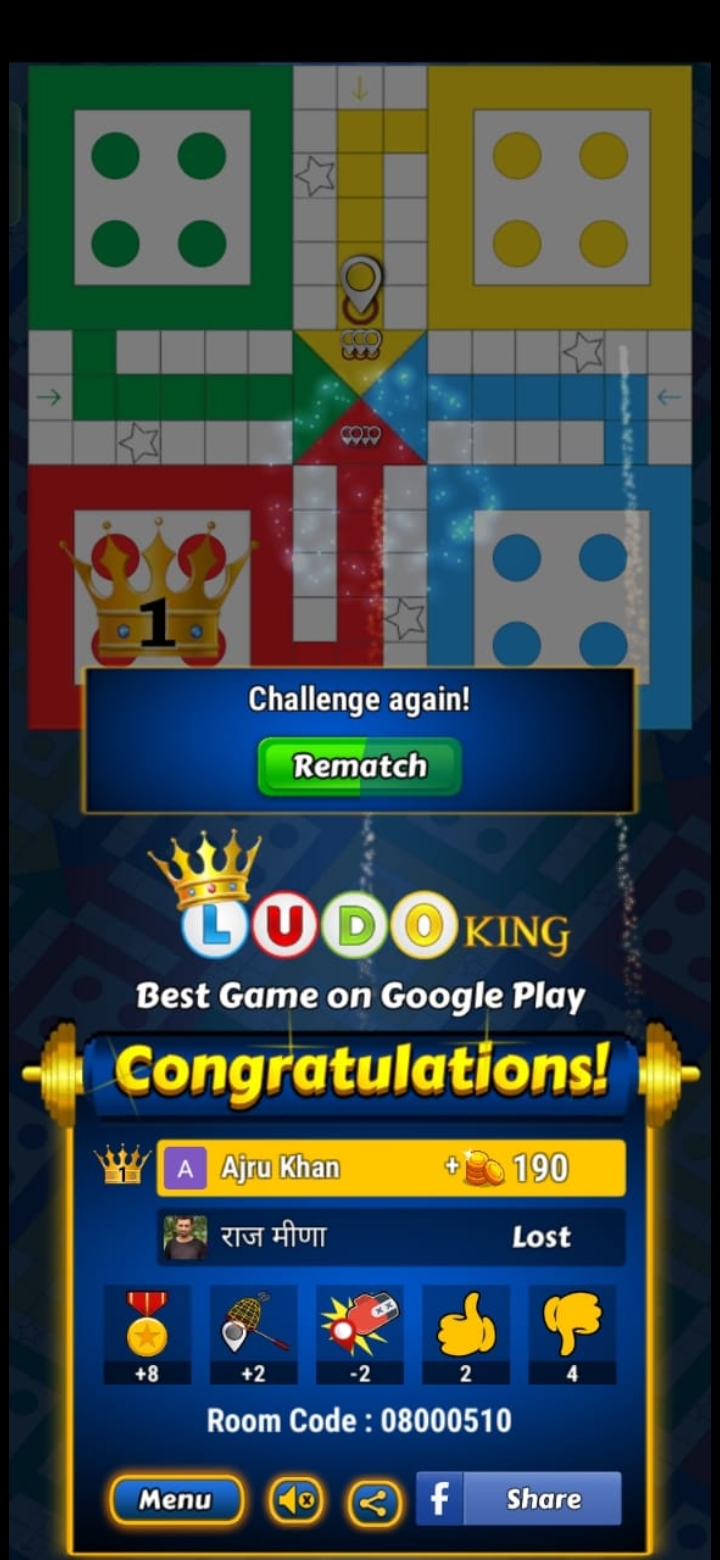 1
Challenge again!
Rematch
LUDO KING
Best Game on Google Play
Congratulations!
1 A Ajru Khan + 190
राज मीणा Lost
+8 +2 -2 2 4
Room Code : 08000510
Menu f Share